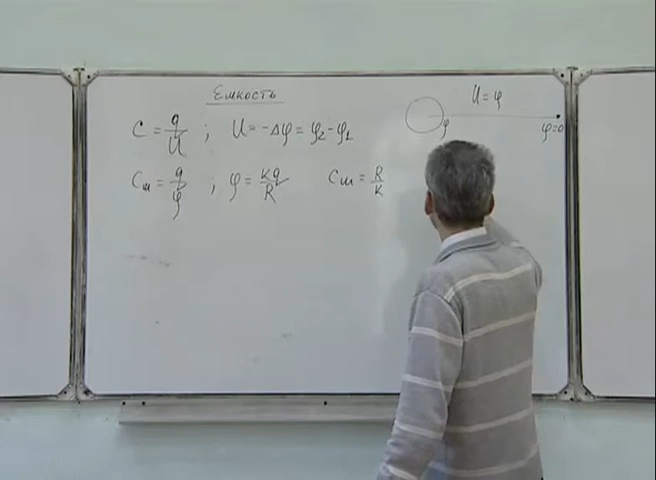 Емкость
C = q/U ; U = -Δφ = φ₂ - φ₁
Cш = q/φ ; φ = kq/R Cш = R/k
U = φ
φ φ=0